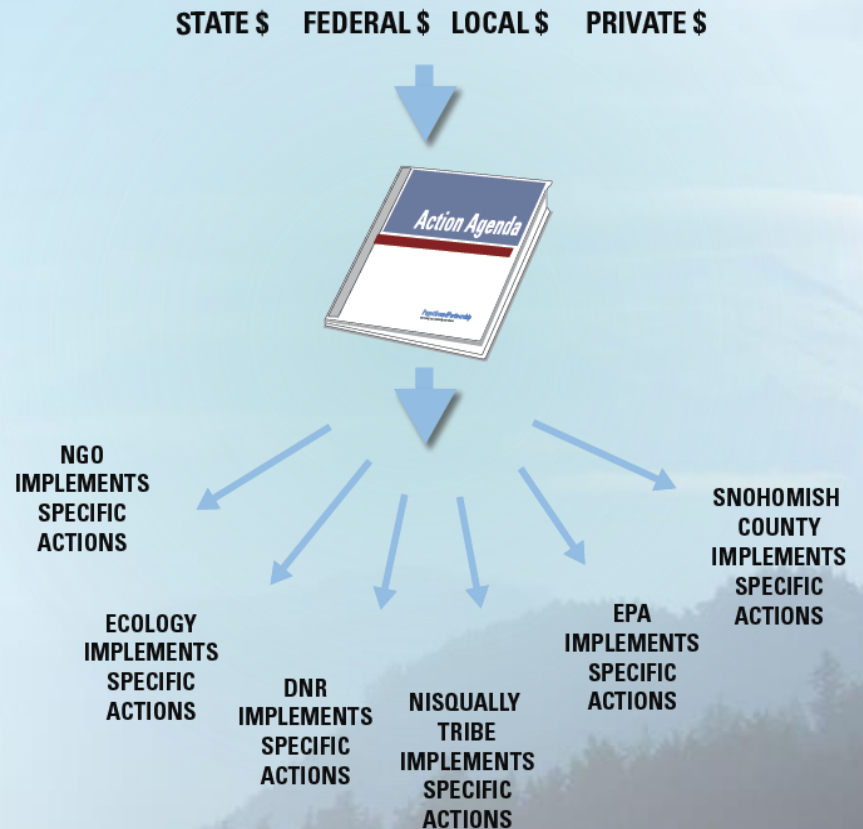 STATE $ FEDERAL $ LOCAL $ PRIVATE $
Action Agenda
PugetSoundPartnership
NGO
IMPLEMENTS
SPECIFIC
ACTIONS
ECOLOGY
IMPLEMENTS
SPECIFIC
ACTIONS
DNR
IMPLEMENTS
SPECIFIC
ACTIONS
NISQUALLY
TRIBE
IMPLEMENTS
SPECIFIC
ACTIONS
EPA
IMPLEMENTS
SPECIFIC
ACTIONS
SNOHOMISH
COUNTY
IMPLEMENTS
SPECIFIC
ACTIONS